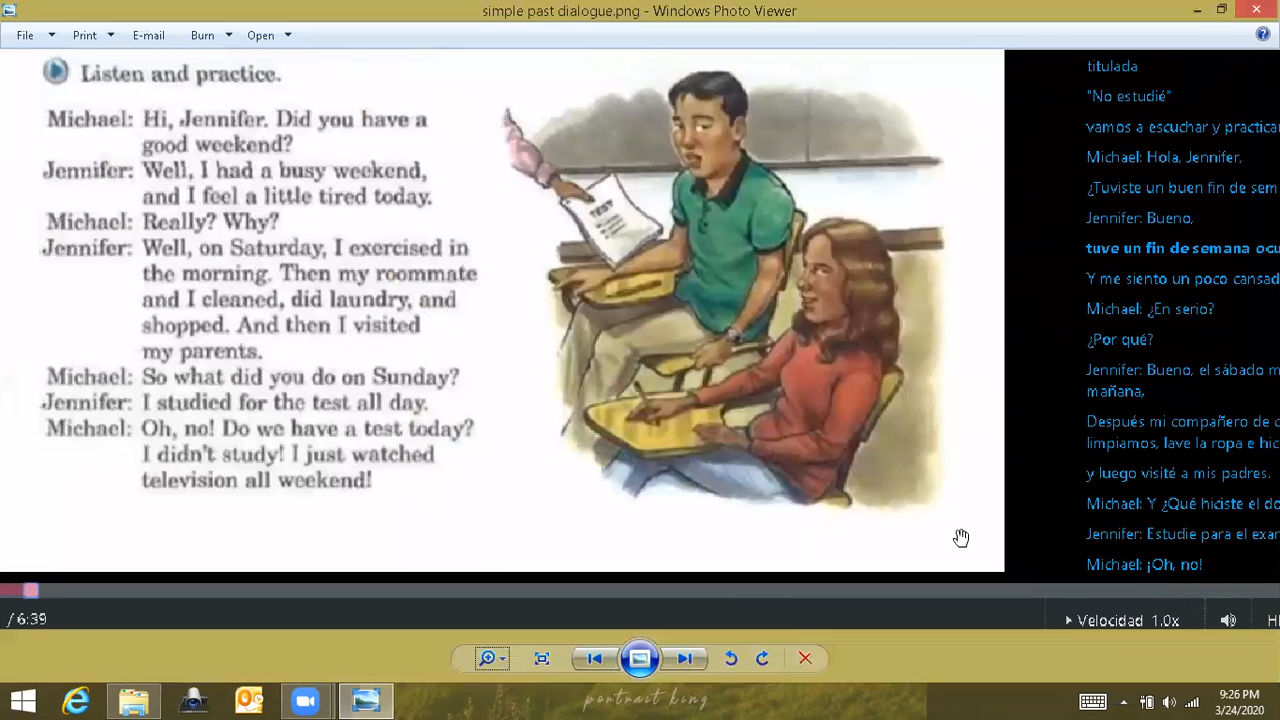 simple past dialogue.png - Windows Photo Viewer
File Print E-mail Burn Open
Listen and practice.
Michael: Hi, Jennifer. Did you have a
good weekend?
Jennifer: Well, I had a busy weekend,
and I feel a little tired today.
Michael: Really? Why?
Jennifer: Well, on Saturday, I exercised in
the morning. Then my roommate
and I cleaned, did laundry, and
shopped. And then I visited
my parents.
Michael: So what did you do on Sunday?
Jennifer: I studied for the test all day.
Michael: Oh, no! Do we have a test today?
I didn't study! I just watched
television all weekend!
TEST
titulada
"No estudié"
vamos a escuchar y practicar
Michael: Hola, Jennifer,
¿Tuviste un buen fin de sem
Jennifer: Bueno,
tuve un fin de semana ocu
Y me siento un poco cansad
Michael: ¿En serio?
¿Por qué?
Jennifer: Bueno, el sábado m
mañana,
Después mi compañero de c
limpiamos, lave la ropa e hic
y luego visité a mis padres.
Michael: Y ¿Qué hiciste el do
Jennifer: Estudie para el exa
Michael: ¡Oh, no!
/ 6:39
Velocidad 1.0x
H
portrait king
9:26 PM
3/24/2020